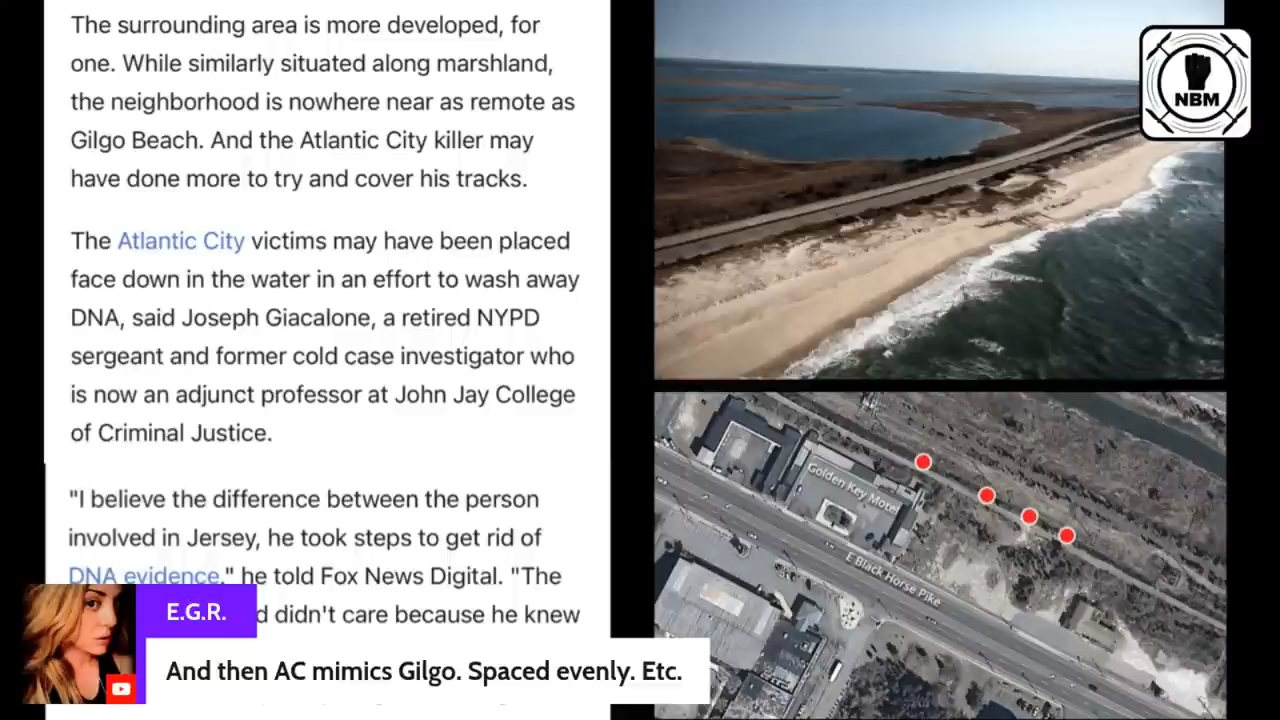 The surrounding area is more developed, for
one. While similarly situated along marshland,
the neighborhood is nowhere near as remote as
Gilgo Beach. And the Atlantic City killer may
have done more to try and cover his tracks.
The Atlantic City victims may have been placed
face down in the water in an effort to wash away
DNA, said Joseph Giacalone, a retired NYPD
sergeant and former cold case investigator who
is now an adjunct professor at John Jay College
of Criminal Justice.
"I believe the difference between the person
involved in Jersey, he took steps to get rid of
DNA evidence," he told Fox News Digital. "The
didn't care because he knew
E.G.R.
And then AC mimics Gilgo. Spaced evenly. Etc.
NBM
Golden Key Motel
E Black Horse Pike